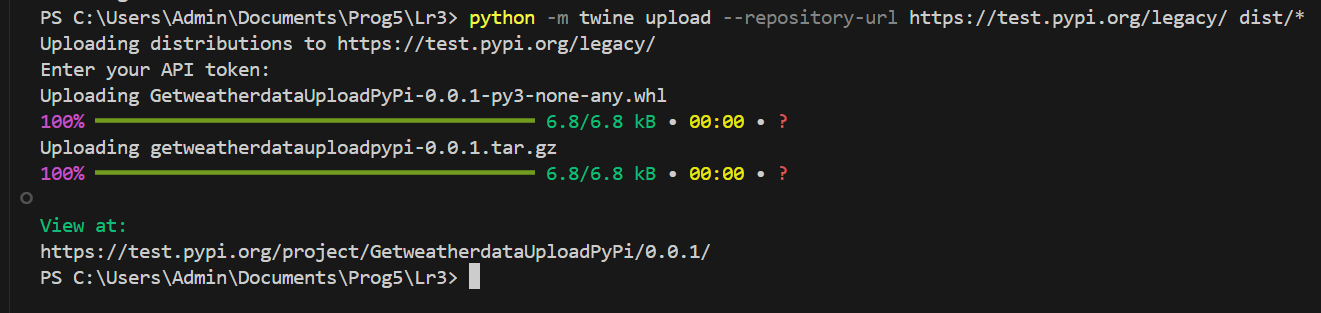 PS C:\Users\Admin\Documents\Prog5\Lr3> python -m twine upload --repository-url https://test.pypi.org/legacy/ dist/*
Uploading distributions to https://test.pypi.org/legacy/
Enter your API token:
Uploading GetweatherdataUploadPyPi-0.0.1-py3-none-any.whl
100% ━━━━━━━━━━━━━━━━━━━━━━━━━━━━━━━━━━━━━━━━ 6.8/6.8 kB • 00:00 • ?
Uploading getweatherdatauploadpypi-0.0.1.tar.gz
100% ━━━━━━━━━━━━━━━━━━━━━━━━━━━━━━━━━━━━━━━━ 6.8/6.8 kB • 00:00 • ?
View at:
https://test.pypi.org/project/GetweatherdataUploadPyPi/0.0.1/
PS C:\Users\Admin\Documents\Prog5\Lr3>